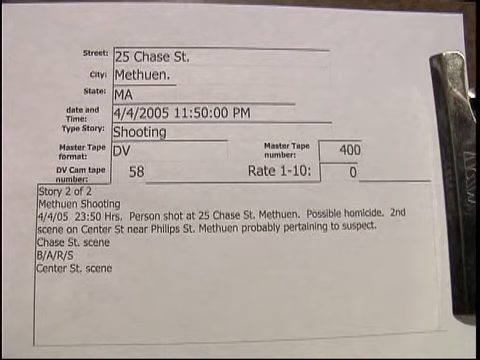 Street: 25 Chase St.
City: Methuen.
State: MA
date and Time: 4/4/2005 11:50:00 PM
Type Story: Shooting
Master Tape format: DV Master Tape number: 400
DV Cam tape number: 58 Rate 1-10: 0
Story 2 of 2
Methuen Shooting
4/4/05 23:50 Hrs. Person shot at 25 Chase St. Methuen. Possible homicide. 2nd
scene on Center St near Philips St. Methuen probably pertaining to suspect.
Chase St. scene
B/A/R/S
Center St. scene